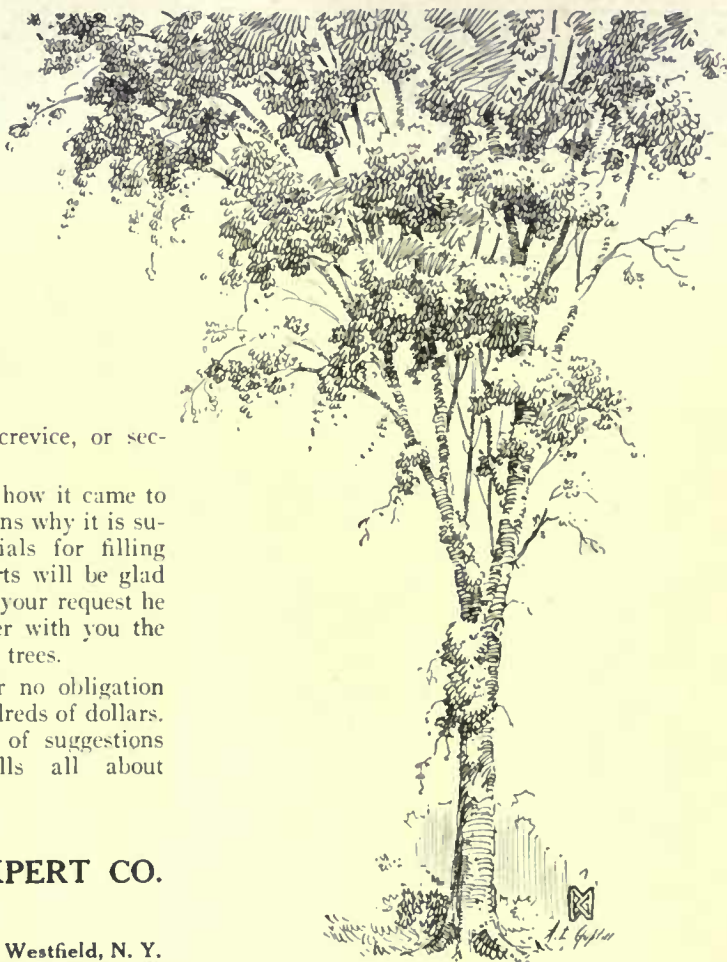 crevice, or sec-
how it came to
ns why it is su-
ials for filling
rts will be glad
your request he
er with you the
trees.
r no obligation
dreds of dollars.
of suggestions
lls all about
XPERT CO.
Westfield, N. Y.